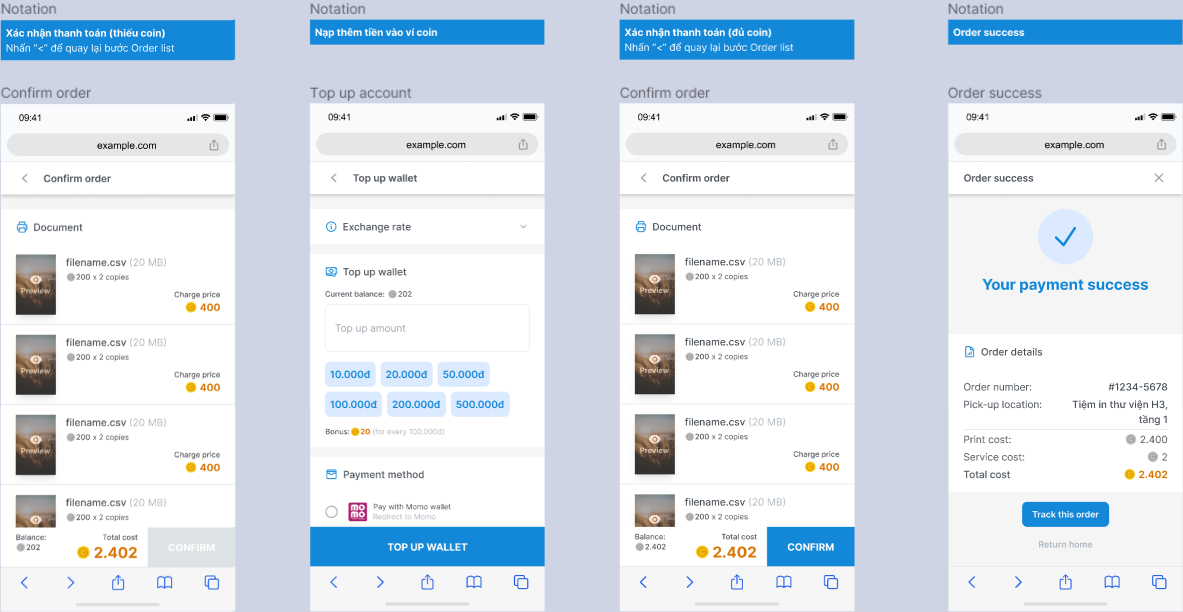 Notation
Xác nhận thanh toán (thiếu coin)
Nhấn “<” để quay lại bước Order list
Confirm order
09:41
example.com
Confirm order
Document
filename.csv (20 MB)
200 x 2 copies
Preview
Charge price
400
filename.csv (20 MB)
200 x 2 copies
Preview
Charge price
400
filename.csv (20 MB)
200 x 2 copies
Preview
Charge price
400
filename.csv (20 MB)
200 x 2 copies
Balance:
202
Total cost
2.402
CONFIRM
Notation
Nạp thêm tiền vào ví coin
Top up account
09:41
example.com
Top up wallet
Exchange rate
Top up wallet
Current balance: 202
Top up amount
10.000đ 20.000đ 50.000đ
100.000đ 200.000đ 500.000đ
Bonus: 20 (for every 100.000đ)
Payment method
momo
Pay with Momo wallet
Redirect to Momo
TOP UP WALLET
Notation
Xác nhận thanh toán (đủ coin)
Nhấn “<” để quay lại bước Order list
Confirm order
09:41
example.com
Confirm order
Document
filename.csv (20 MB)
200 x 2 copies
Preview
Charge price
400
filename.csv (20 MB)
200 x 2 copies
Preview
Charge price
400
filename.csv (20 MB)
200 x 2 copies
Preview
Charge price
400
filename.csv (20 MB)
200 x 2 copies
Balance:
2.402
Total cost
2.402
CONFIRM
Notation
Order success
Order success
09:41
example.com
Order success
Your payment success
Order details
Order number: #1234-5678
Pick-up location: Tiệm in thư viện H3,
tầng 1
Print cost: 2.400
Service cost: 2
Total cost 2.402
Track this order
Return home